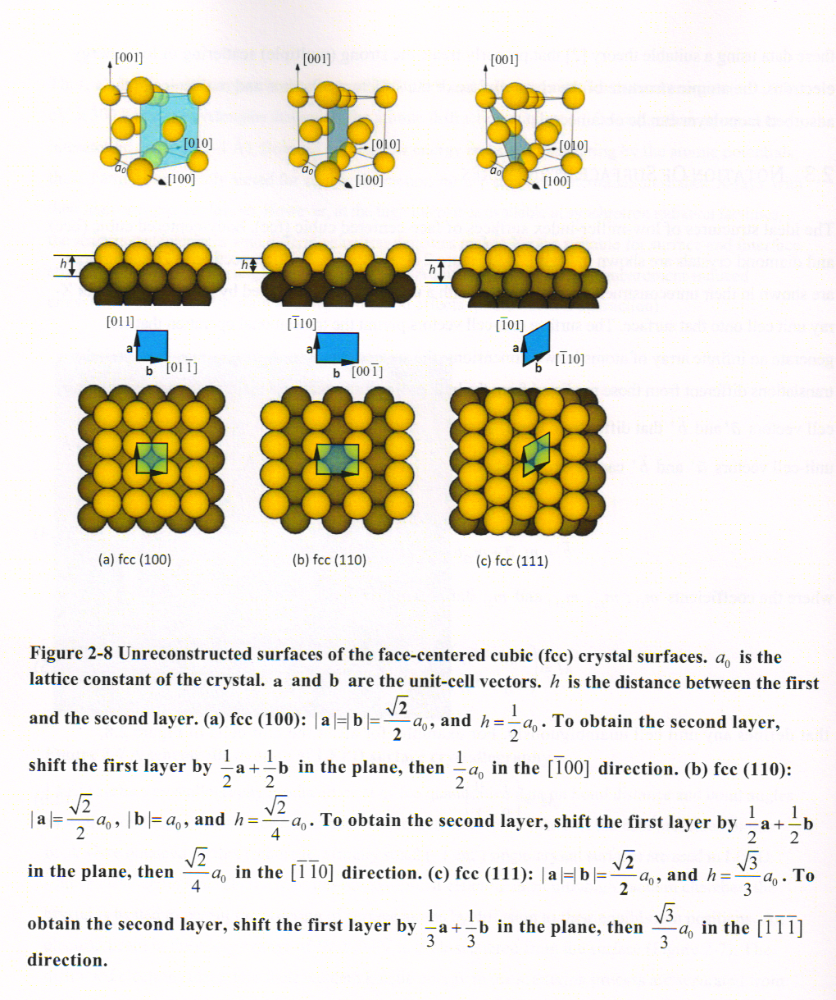 [001] [001] [001]
[010] [010] [010]
a₀ a₀ a₀
[100] [100] [100]
h h h
[011] [1̄10] [1̄01]
a a a
b [011̄] b [001̄] b [1̄10]
(a) fcc (100) (b) fcc (110) (c) fcc (111)
Figure 2-8 Unreconstructed surfaces of the face-centered cubic (fcc) crystal surfaces. a₀ is the
lattice constant of the crystal. a and b are the unit-cell vectors. h is the distance between the first
and the second layer. (a) fcc (100): |a|=|b|= √2/2 a₀, and h = 1/2 a₀. To obtain the second layer,
shift the first layer by 1/2 a + 1/2 b in the plane, then 1/2 a₀ in the [1̄00] direction. (b) fcc (110):
|a|= √2/2 a₀, |b|= a₀, and h = √2/4 a₀. To obtain the second layer, shift the first layer by 1/2 a + 1/2 b
in the plane, then √2/4 a₀ in the [1̄1̄0] direction. (c) fcc (111): |a|=|b|= √2/2 a₀, and h = √3/3 a₀. To
obtain the second layer, shift the first layer by 1/3 a + 1/3 b in the plane, then √3/3 a₀ in the [1̄1̄1̄]
direction.